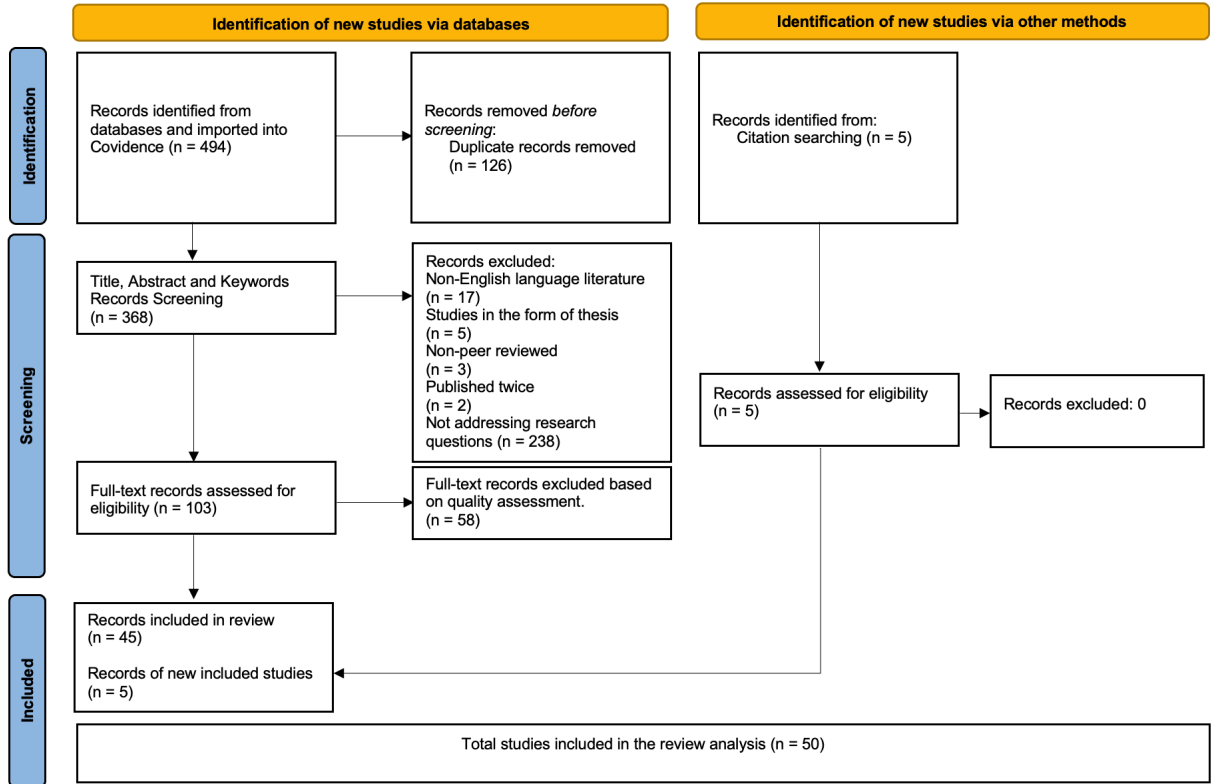 Identification of new studies via databases
Identification of new studies via other methods
Identification
Records identified from
databases and imported into
Covidence (n = 494)
Records removed before
screening:
Duplicate records removed
(n = 126)
Records identified from:
Citation searching (n = 5)
Screening
Title, Abstract and Keywords
Records Screening
(n = 368)
Records excluded:
Non-English language literature
(n = 17)
Studies in the form of thesis
(n = 5)
Non-peer reviewed
(n = 3)
Published twice
(n = 2)
Not addressing research
questions (n = 238)
Records assessed for eligibility
(n = 5)
Records excluded: 0
Full-text records assessed for
eligibility (n = 103)
Full-text records excluded based
on quality assessment.
(n = 58)
Included
Records included in review
(n = 45)
Records of new included studies
(n = 5)
Total studies included in the review analysis (n = 50)